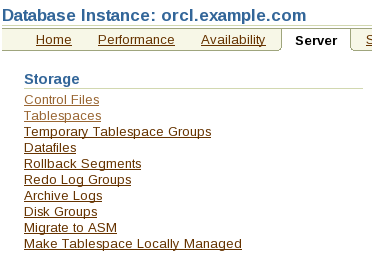 Database Instance: orcl.example.com
Home Performance Availability Server S
Storage
Control Files
Tablespaces
Temporary Tablespace Groups
Datafiles
Rollback Segments
Redo Log Groups
Archive Logs
Disk Groups
Migrate to ASM
Make Tablespace Locally Managed